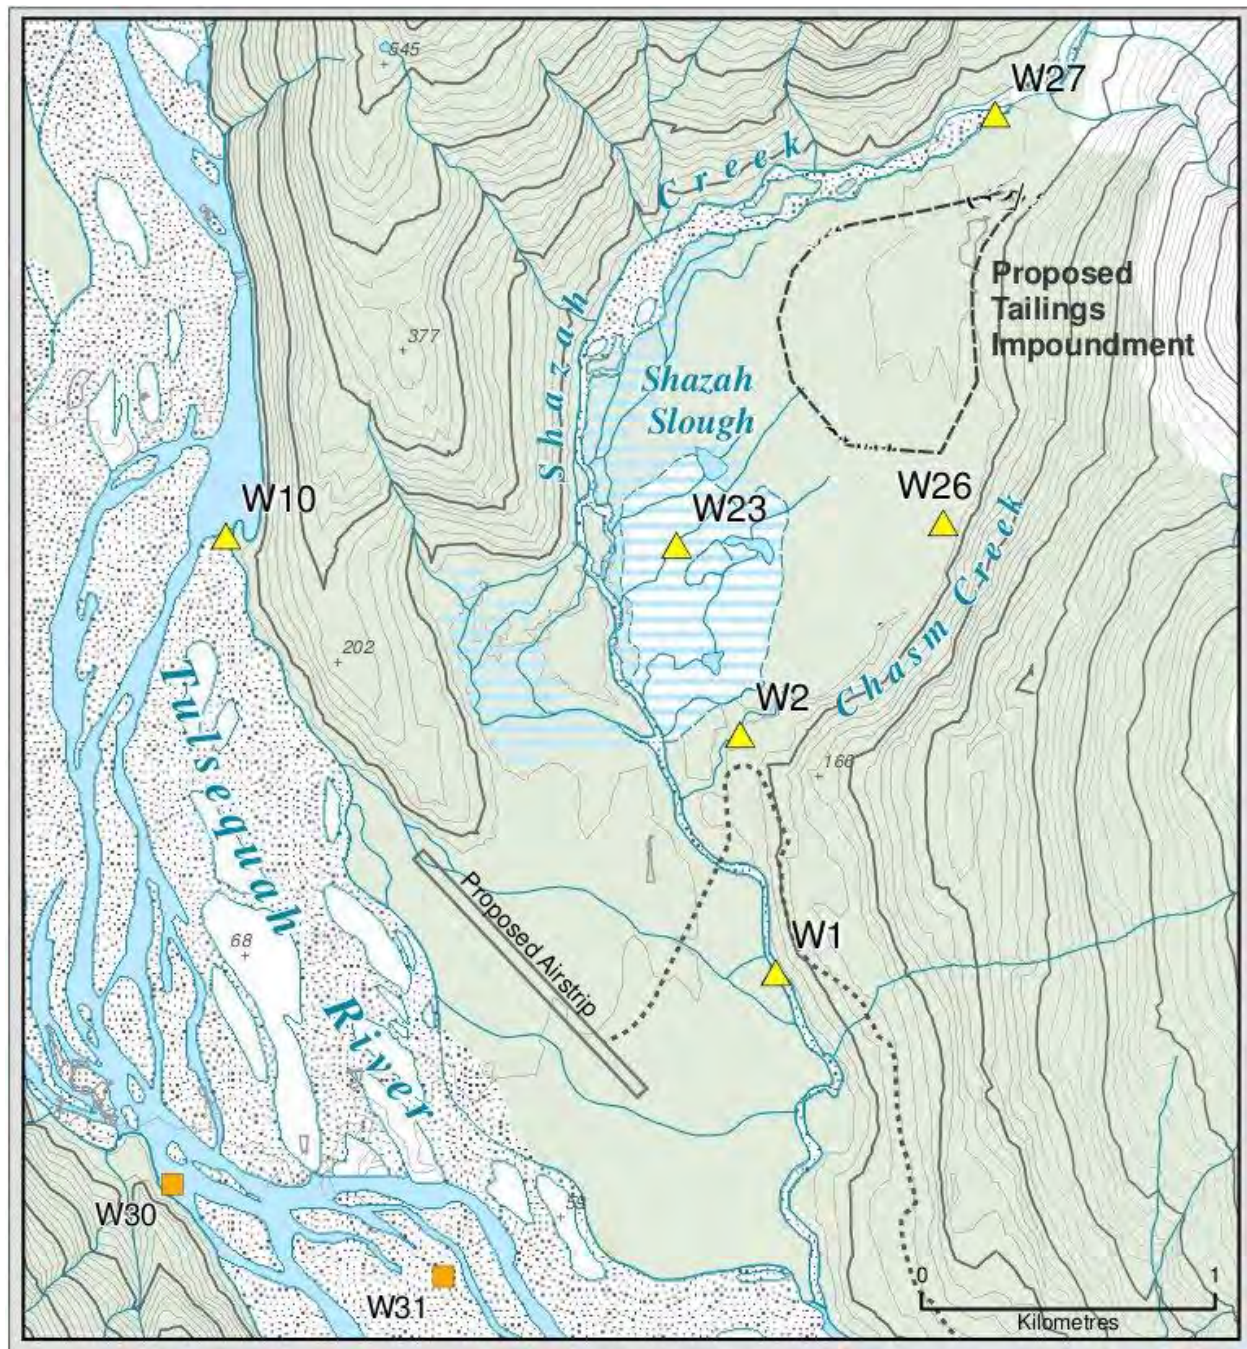 645
W27
Creek
Proposed
Tailings
Impoundment
377
Shazah
Shazah
Slough
W10
W23
W26
Chasm Creek
202
W2
166
Tulsequah
River
68
Proposed Airstrip
W1
W30
59
W31
0
1
Kilometres